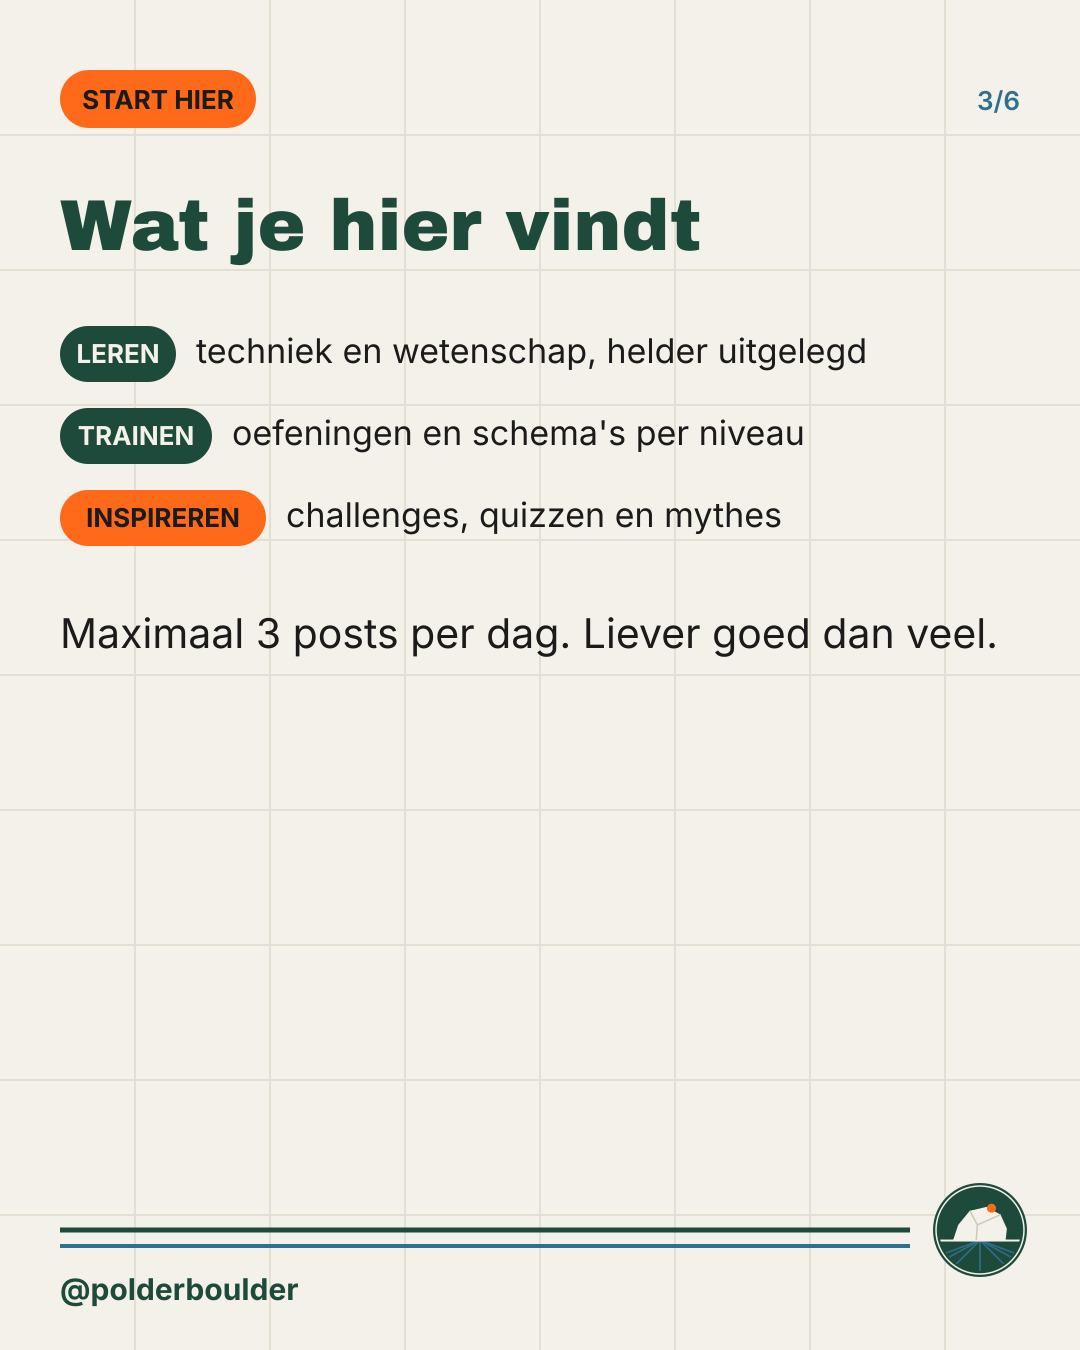 START HIER
3/6
Wat je hier vindt
LEREN techniek en wetenschap, helder uitgelegd
TRAINEN oefeningen en schema's per niveau
INSPIREREN challenges, quizzen en mythes
Maximaal 3 posts per dag. Liever goed dan veel.
@polderboulder